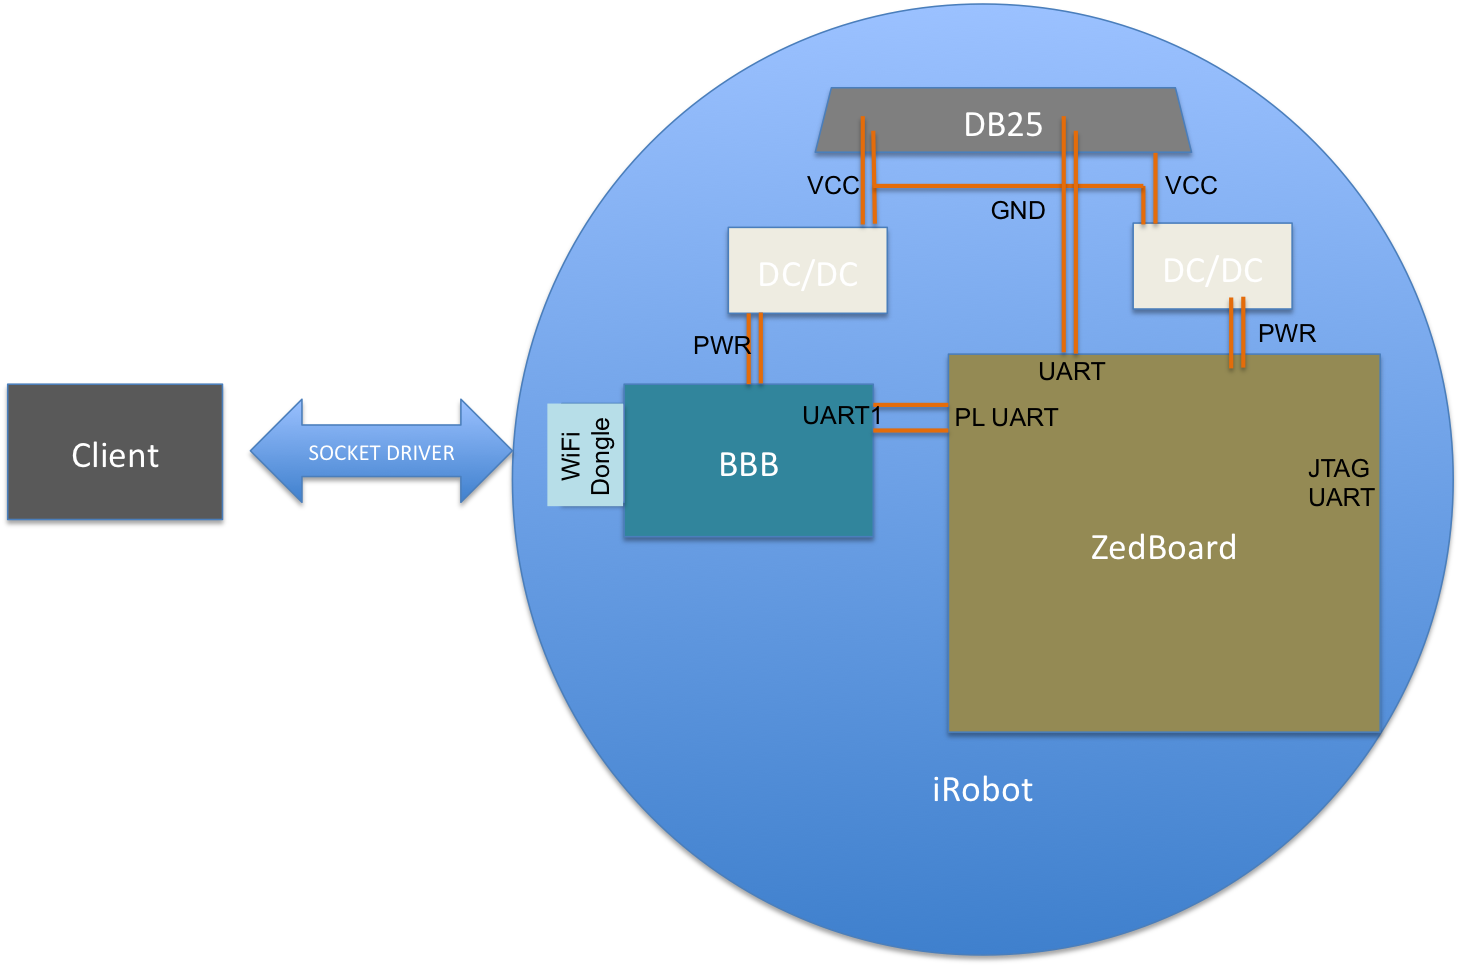 DB25
VCC
VCC
GND
DC/DC
DC/DC
PWR
PWR
UART
UART1
PL UART
Client
SOCKET DRIVER
WiFi
Dongle
BBB
JTAG
UART
ZedBoard
iRobot